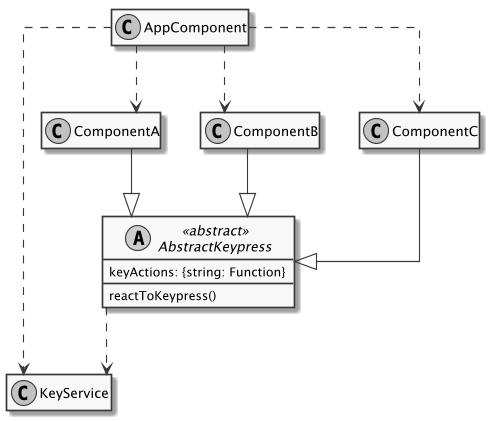 C AppComponent
C ComponentA
C ComponentB
C ComponentC
A «abstract»
AbstractKeypress
keyActions: {string: Function}
reactToKeypress()
C KeyService